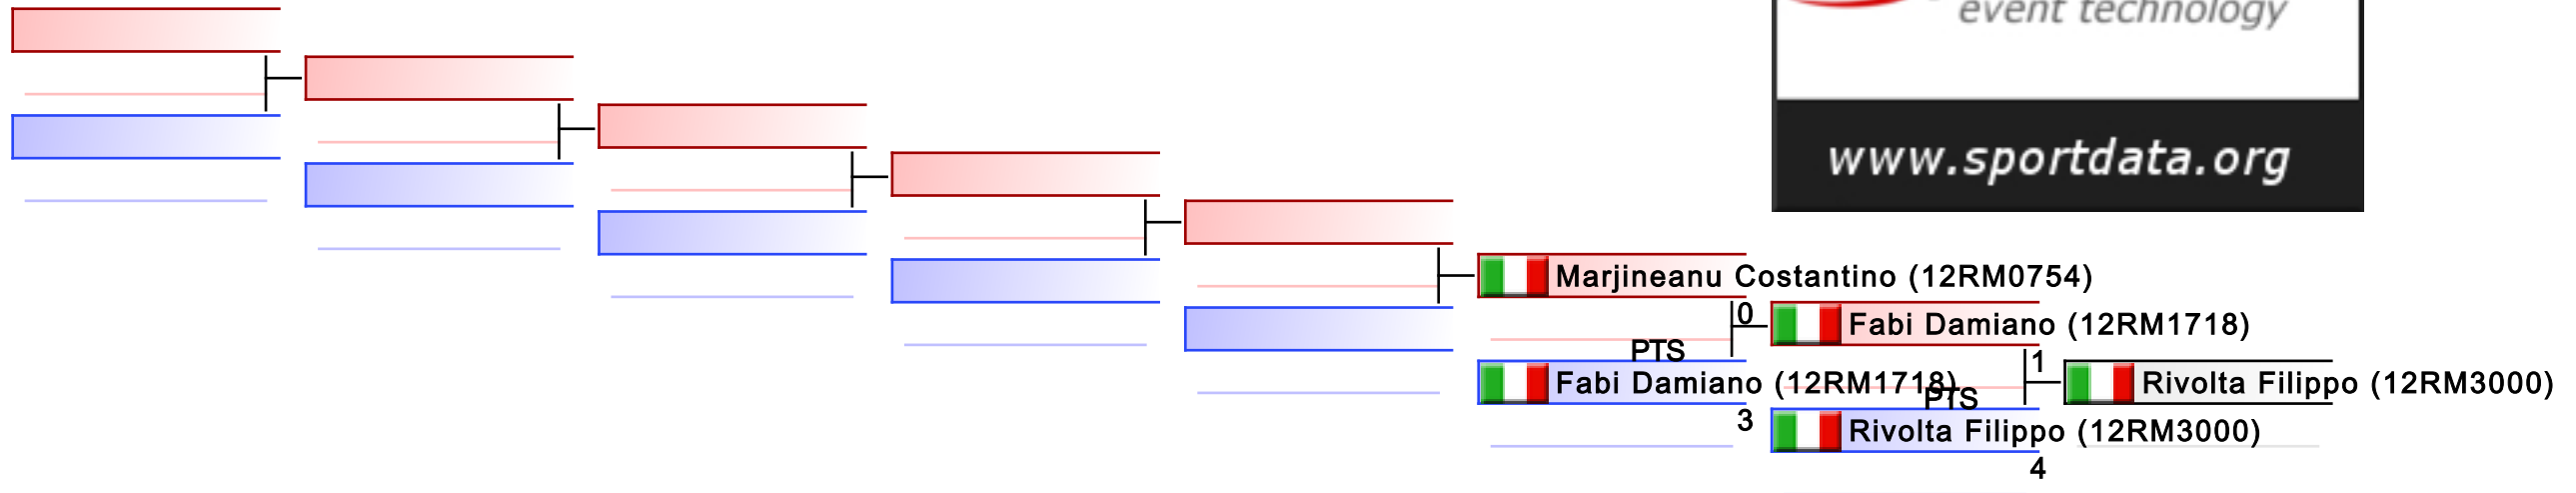 event technology
www.sportdata.org
Marjineanu Costantino (12RM0754)
0
Fabi Damiano (12RM1718)
PTS
1
Fabi Damiano (12RM1718)
Rivolta Filippo (12RM3000)
PTS
3
Rivolta Filippo (12RM3000)
4